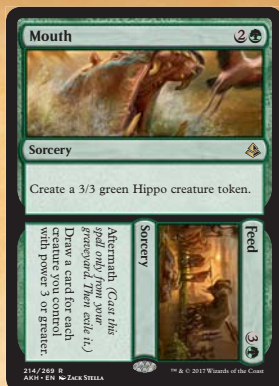 Mouth 2
Sorcery
Create a 3/3 green Hippo creature token.
Feed 3
Sorcery
Aftermath (Cast this
spell only from your
graveyard. Then exile it.)
Draw a card for each
creature you control
with power 3 or greater.
214/269 R
AKH • EN ZACK STELLA
™ & © 2017 Wizards of the Coast